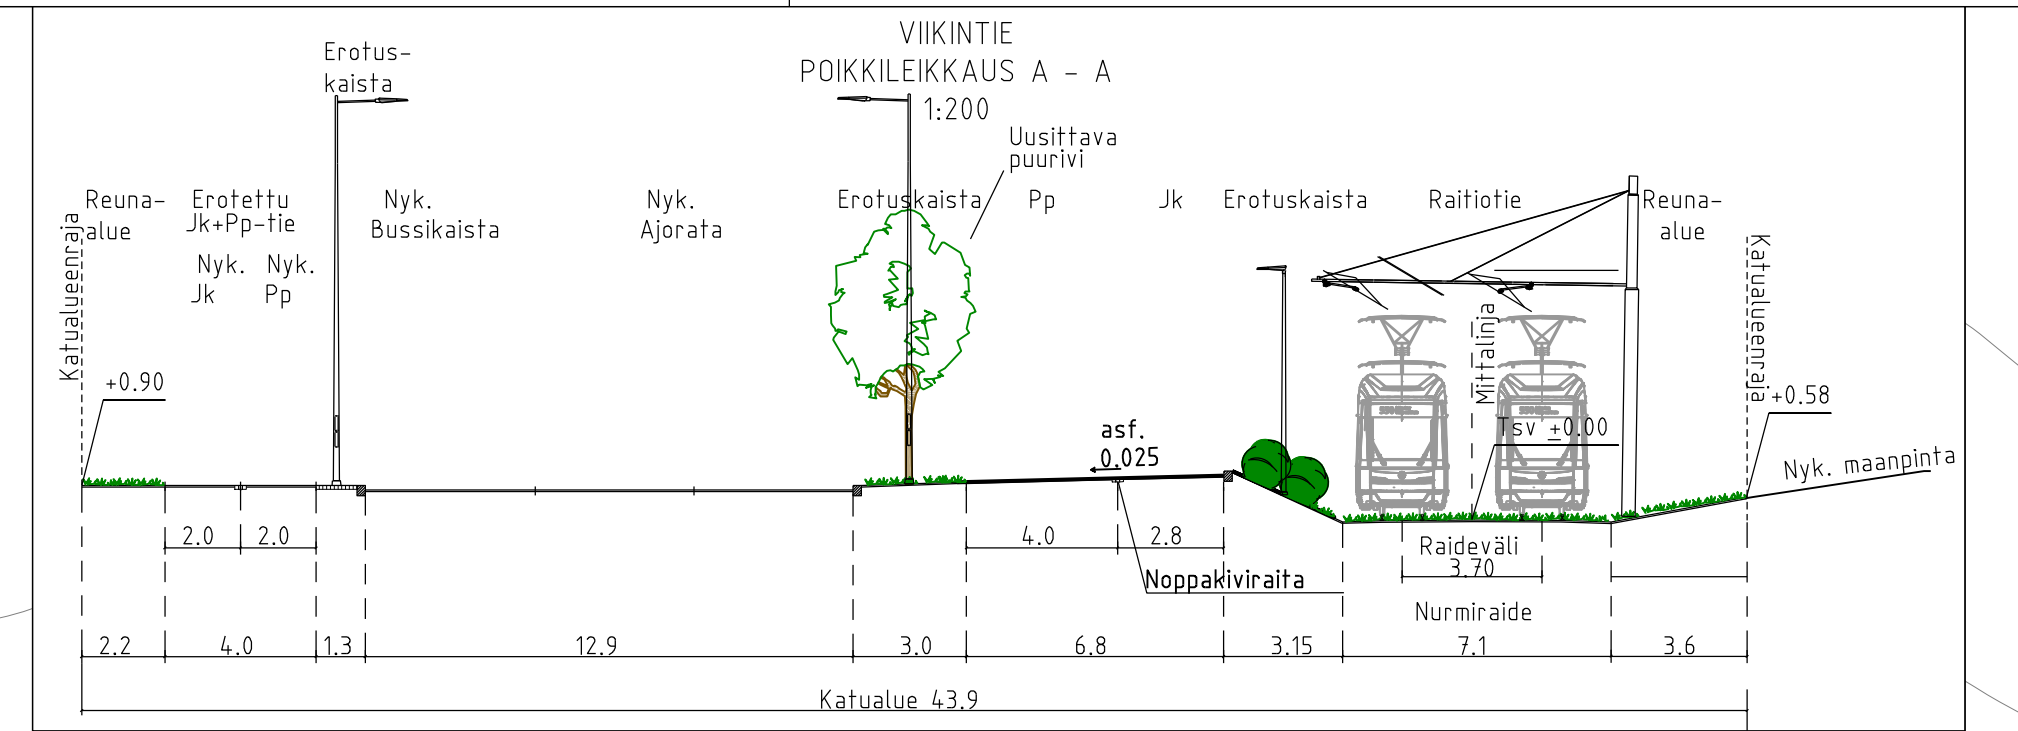 VIIKINTIE
POIKKILEIKKAUS A - A
1:200
Erotus-
kaista
Uusittava
puurivi
Reuna-
alue
Erotettu
Jk+Pp-tie
Nyk.
Jk
Nyk.
Pp
Nyk.
Bussikaista
Nyk.
Ajorata
Erotuskaista
Pp
Jk
Erotuskaista
Raitiotie
Reuna-
alue
Katualueenraja
Katualueenraja
Mittalinja
+0.90
+0.58
asf.
0.025
Tsv ±0.00
Nyk. maanpinta
2.0
2.0
4.0
2.8
Raideväli
3.70
Noppakiviraita
Nurmiraide
2.2
4.0
1.3
12.9
3.0
6.8
3.15
7.1
3.6
Katualue 43.9